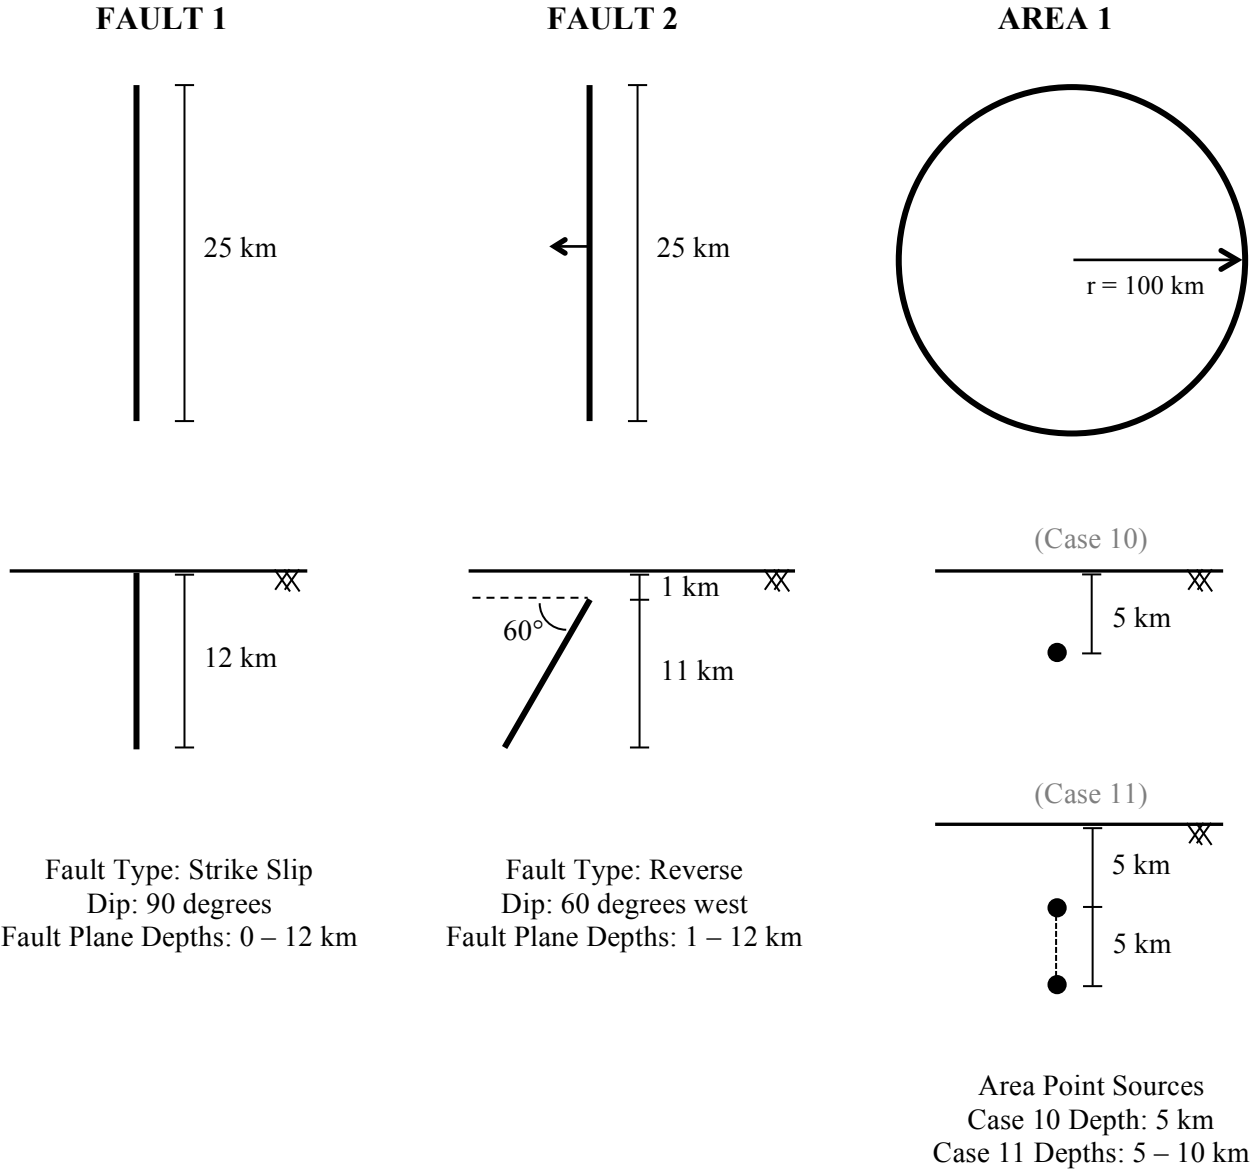 FAULT 1
FAULT 2
AREA 1
25 km
25 km
r = 100 km
(Case 10)
12 km
60°
1 km
11 km
5 km
(Case 11)
5 km
5 km
Fault Type: Strike Slip
Dip: 90 degrees
Fault Plane Depths: 0 – 12 km
Fault Type: Reverse
Dip: 60 degrees west
Fault Plane Depths: 1 – 12 km
Area Point Sources
Case 10 Depth: 5 km
Case 11 Depths: 5 – 10 km